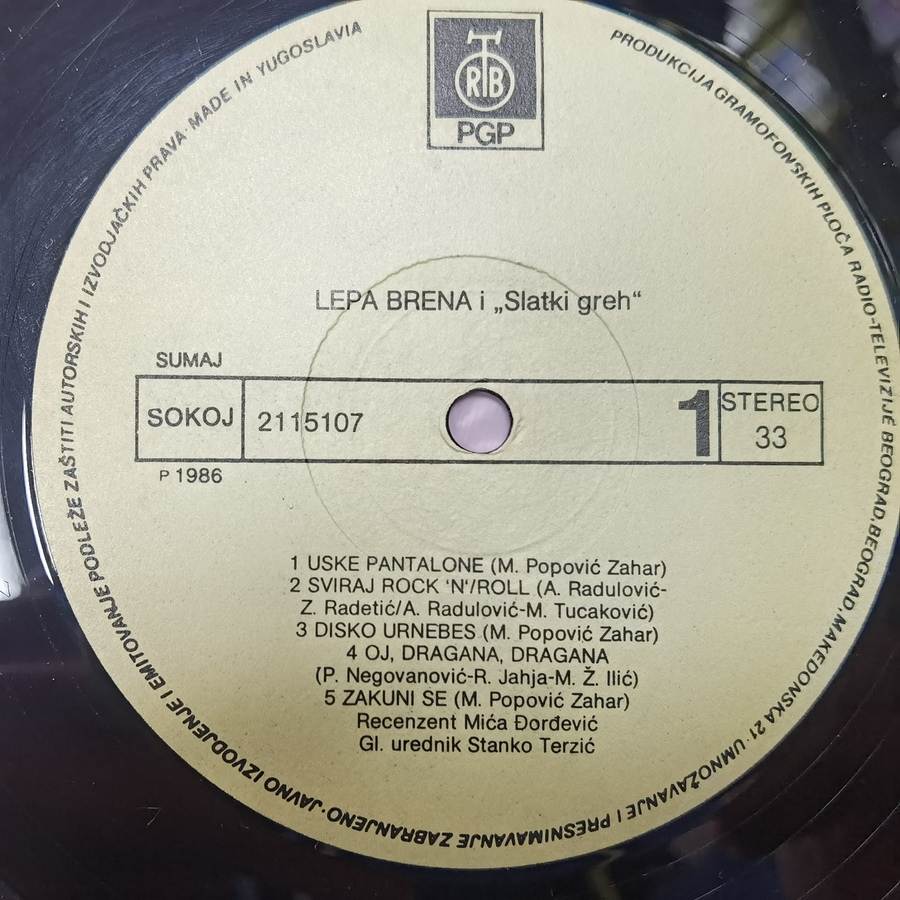 RTB
PGP
PRODUKCIJA GRAMOFONSKIH PLOČA RADIO-TELEVIZIJE BEOGRAD, BEOGRAD, MAKEDONSKA 21 · UMNOŽAVANJE I PRESNIMAVANJE ZABRANJENO · JAVNO IZVODJENJE I EMITOVANJE PODLEŽE ZAŠTITI AUTORSKIH I IZVODJAČKIH PRAVA · MADE IN YUGOSLAVIA
LEPA BRENA i „Slatki greh“
SUMAJ
SOKOJ 2115107 1 STEREO
33
P 1986
1 USKE PANTALONE (M. Popović Zahar)
2 SVIRAJ ROCK 'N'/ROLL (A. Radulović-
Z. Radetić/A. Radulović-M. Tucaković)
3 DISKO URNEBES (M. Popović Zahar)
4 OJ, DRAGANA, DRAGANA
(P. Negovanović-R. Jahja-M. Ž. Ilić)
5 ZAKUNI SE (M. Popović Zahar)
Recenzent Mića Đorđević
Gl. urednik Stanko Terzić